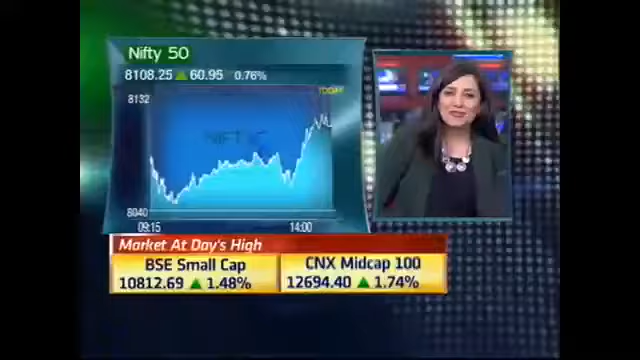 Nifty 50
8108.25 ▲ 60.95 0.76%
TODAY
8132
8040
09:15 14:00
Market At Day's High
BSE Small Cap
10812.69 ▲ 1.48%
CNX Midcap 100
12694.40 ▲ 1.74%